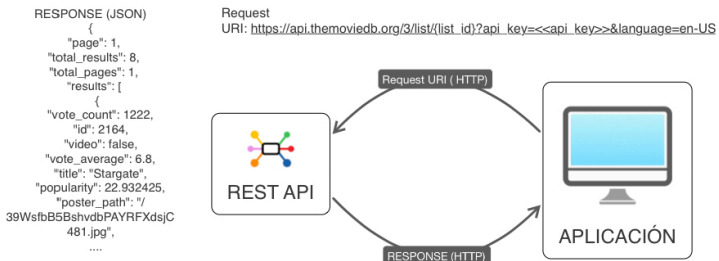 RESPONSE (JSON)
{
"page": 1,
"total_results": 8,
"total_pages": 1,
"results": [
{
"vote_count": 1222,
"id": 2164,
"video": false,
"vote_average": 6.8,
"title": "Stargate",
"popularity": 22.932425,
"poster_path": "/
39WsfbB5BshvdbPAYRFXdsjC
481.jpg",
....
Request
URI: https://api.themoviedb.org/3/list/{list_id}?api_key=<<api_key>>&language=en-US
Request URI ( HTTP)
REST API
APLICACIÓN
RESPONSE (HTTP)